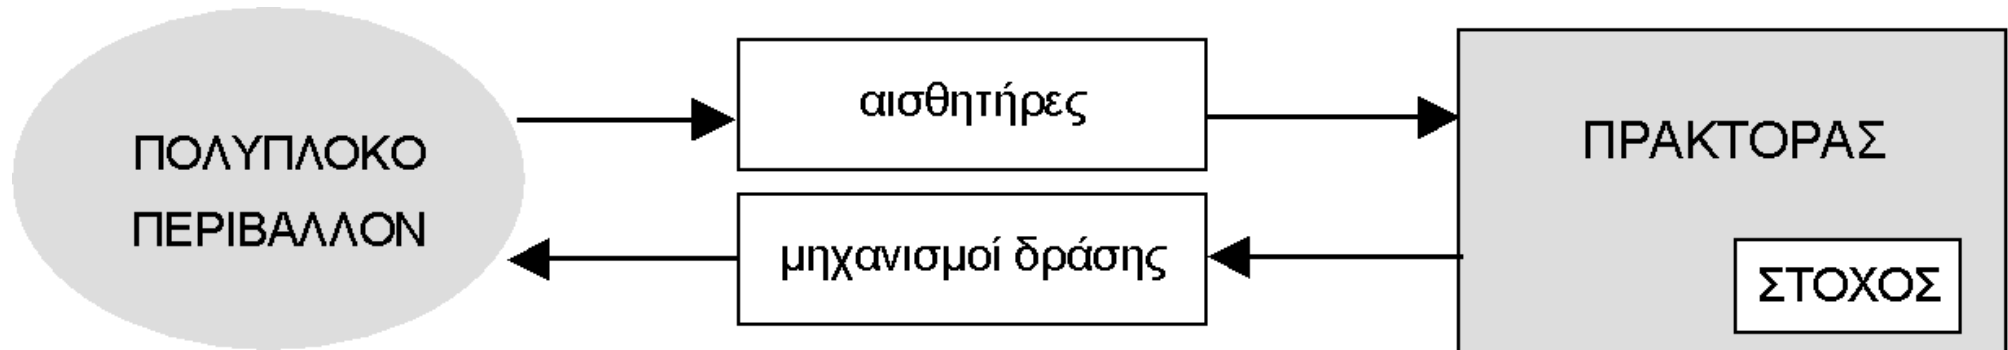 ΠΟΛΥΠΛΟΚΟ
ΠΕΡΙΒΑΛΛΟΝ
αισθητήρες
μηχανισμοί δράσης
ΠΡΑΚΤΟΡΑΣ
ΣΤΟΧΟΣ